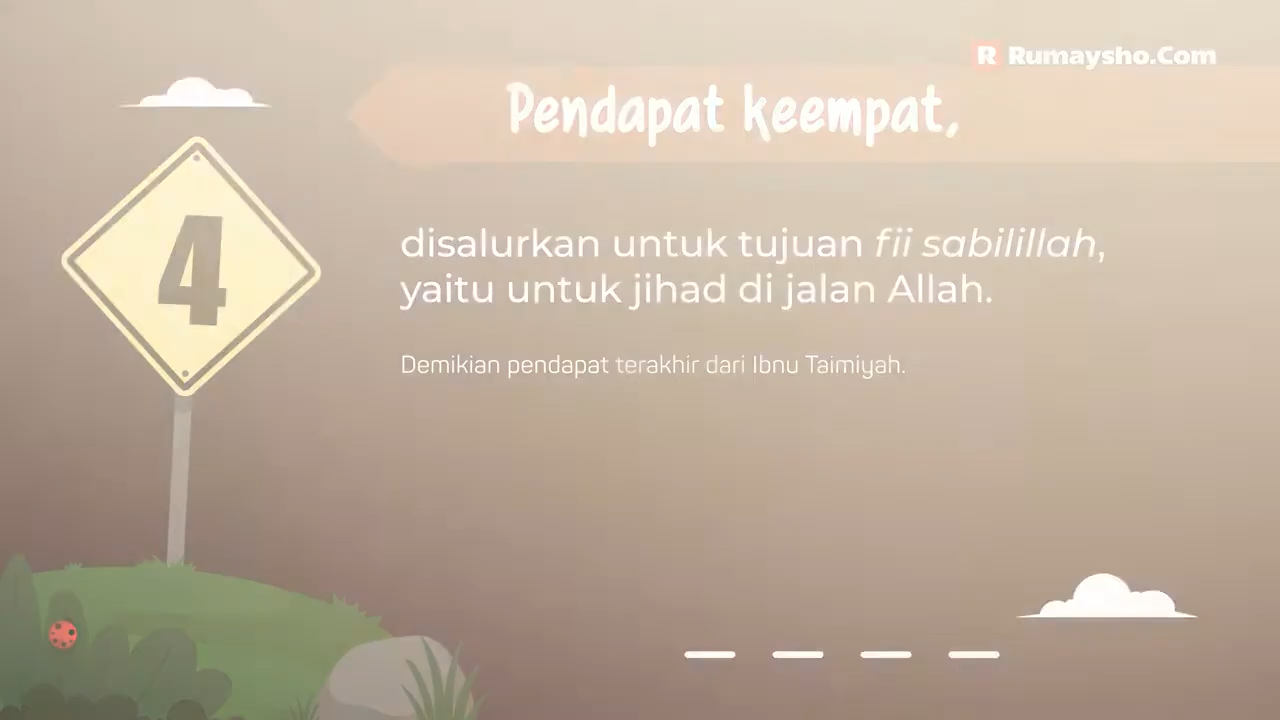 R Rumaysho.Com
Pendapat keempat,
4
disalurkan untuk tujuan fii sabilillah,
yaitu untuk jihad di jalan Allah.
Demikian pendapat terakhir dari Ibnu Taimiyah.